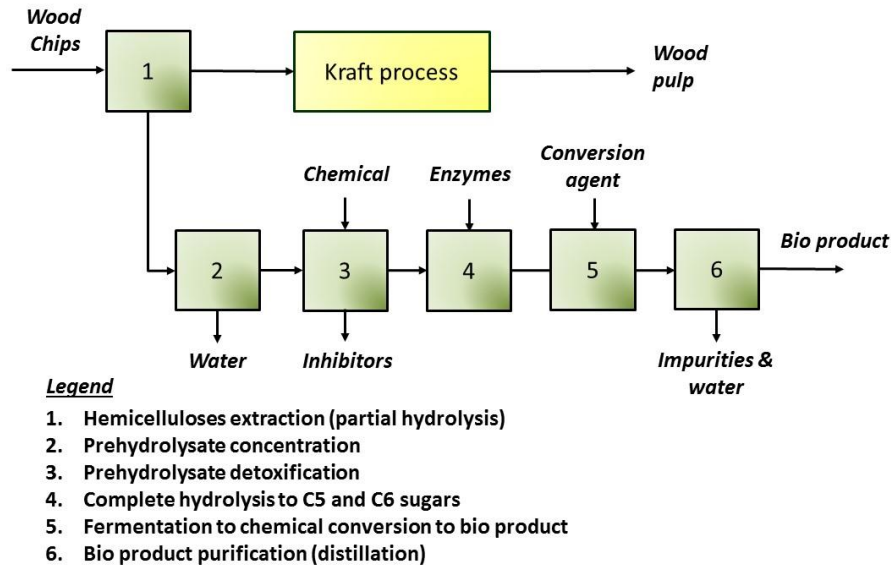 Wood
Chips
1
Kraft process
Wood
pulp
Chemical
Enzymes
Conversion
agent
Bio product
2
3
4
5
6
Water
Inhibitors
Impurities &
water
Legend
1. Hemicelluloses extraction (partial hydrolysis)
2. Prehydrolysate concentration
3. Prehydrolysate detoxification
4. Complete hydrolysis to C5 and C6 sugars
5. Fermentation to chemical conversion to bio product
6. Bio product purification (distillation)